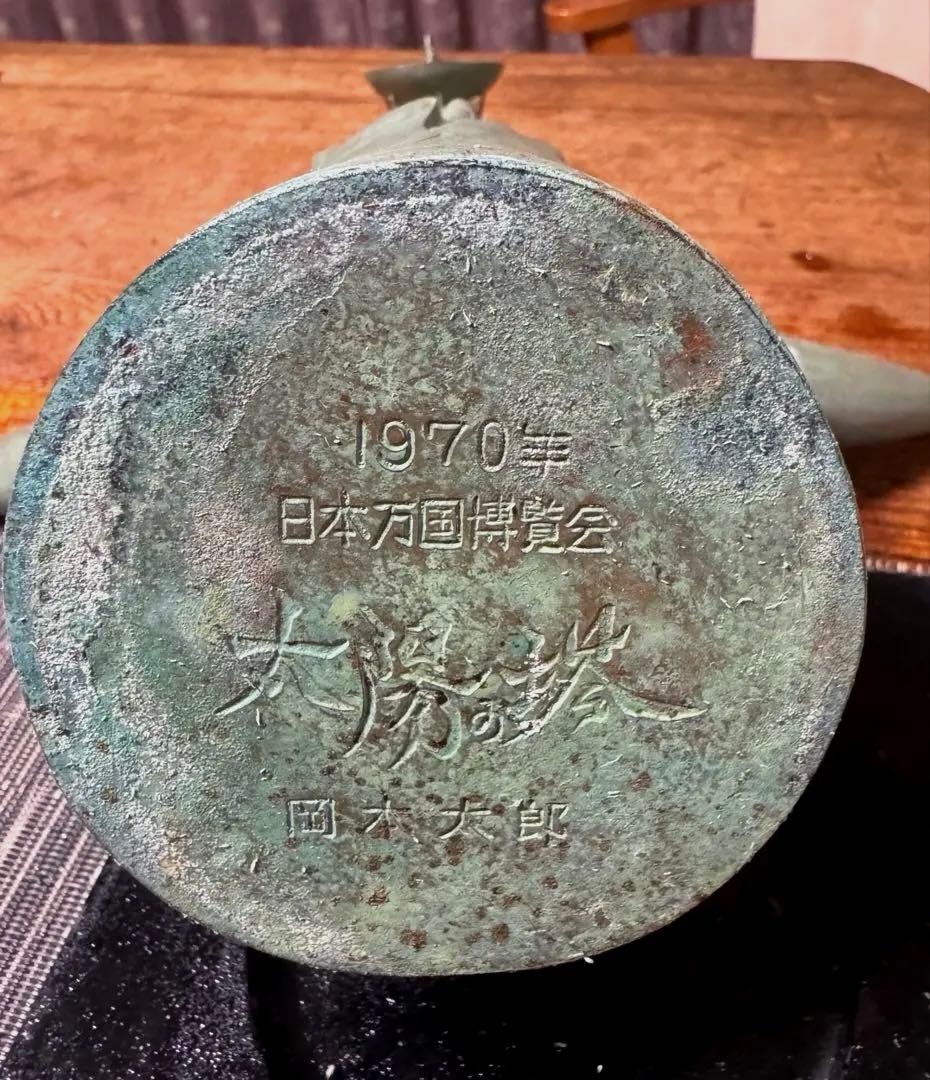 1970年
日本万国博覧会
太陽の塔
岡本太郎